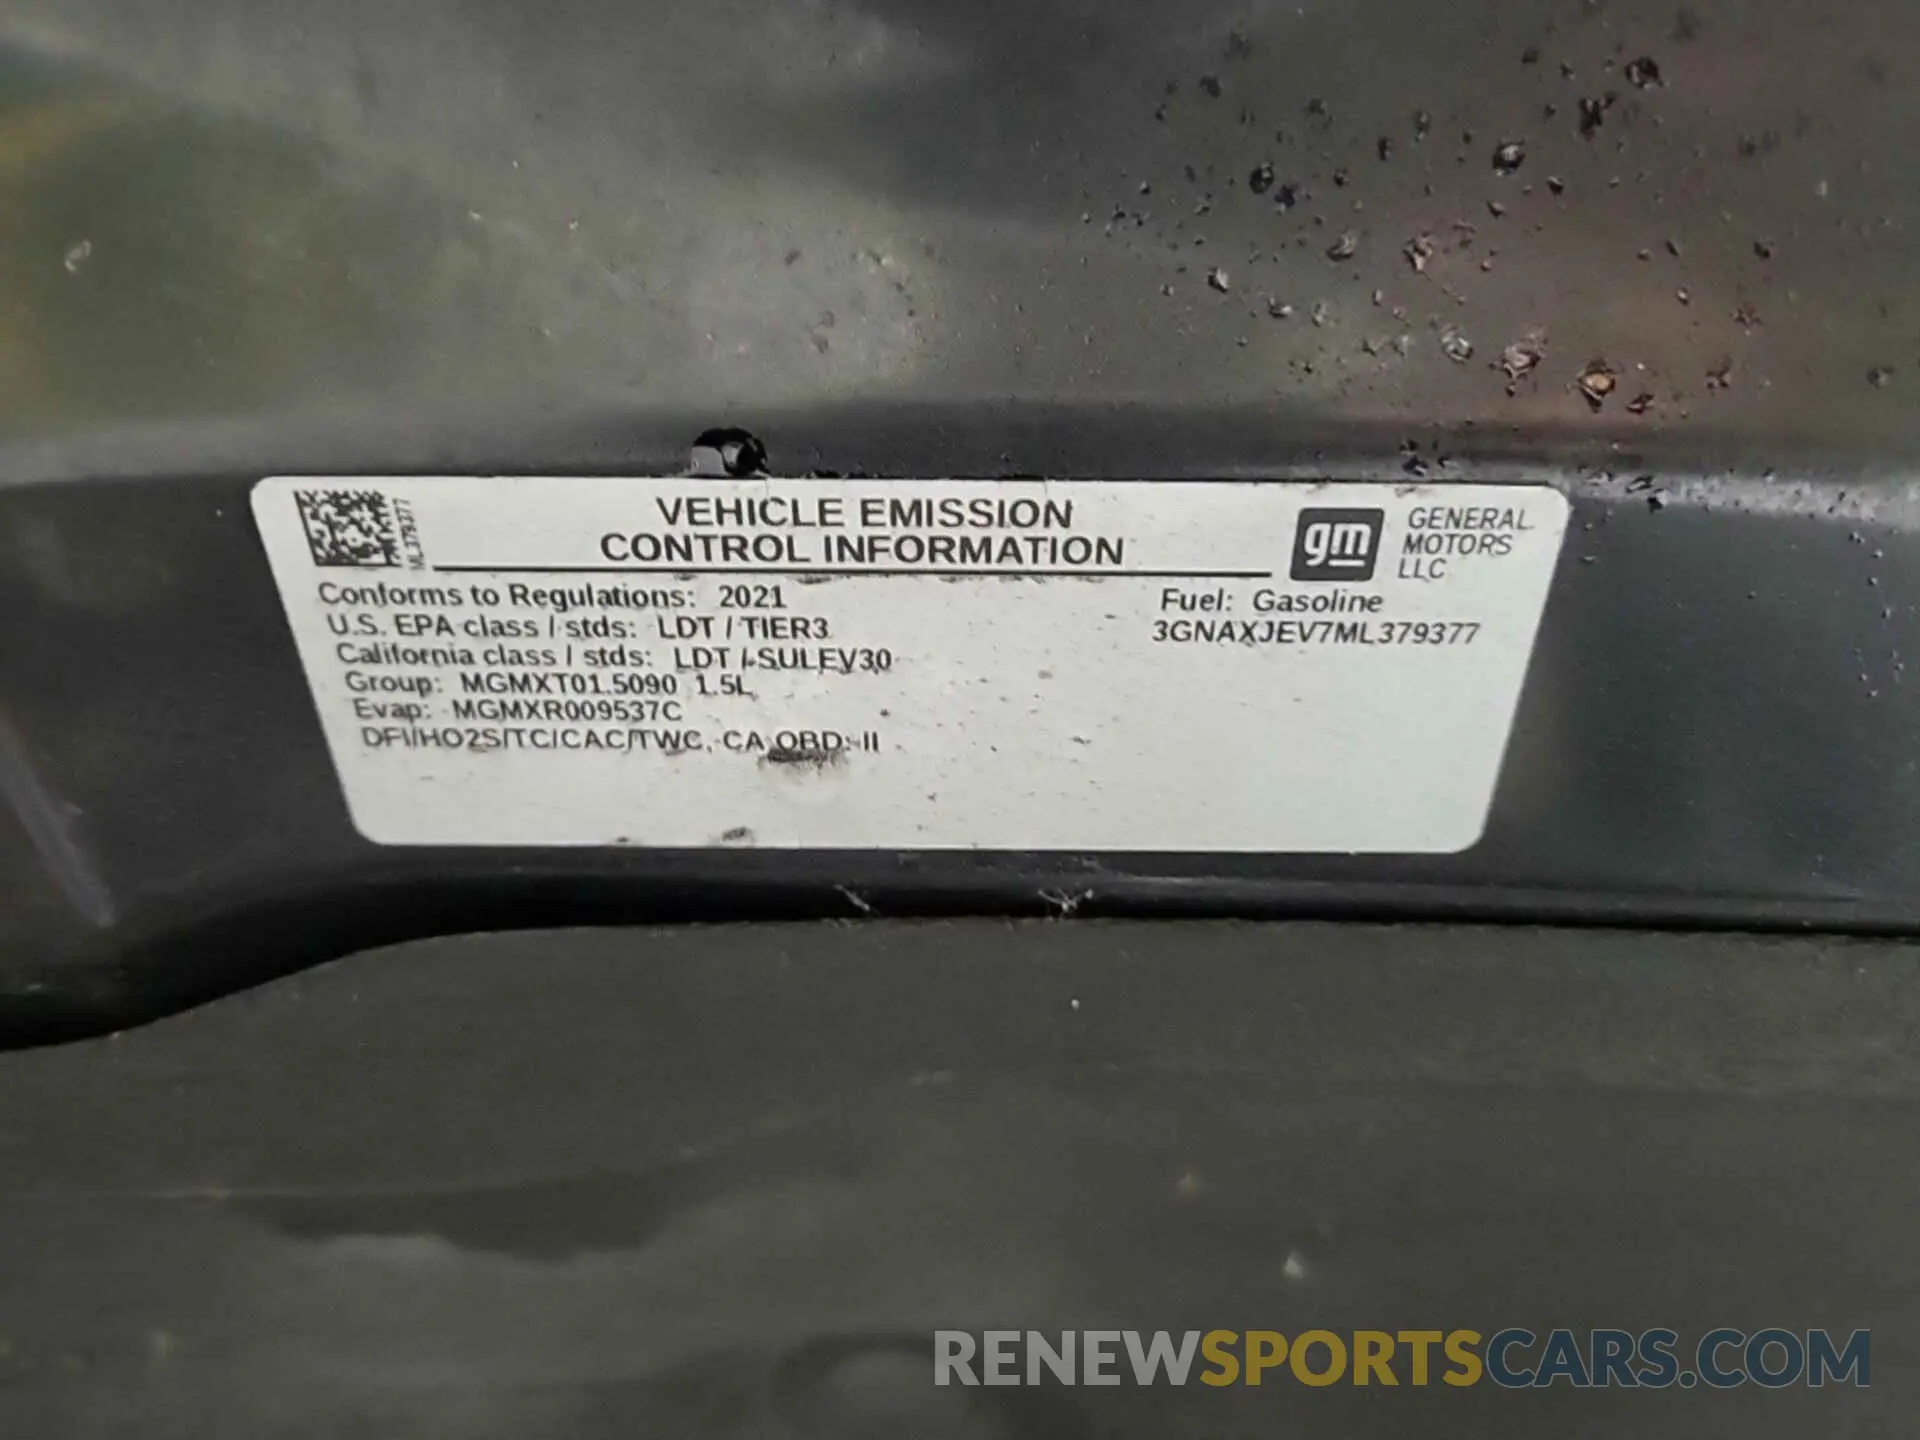 ML379377
VEHICLE EMISSION
CONTROL INFORMATION
gm
GENERAL
MOTORS
LLC
Conforms to Regulations: 2021
U.S. EPA class / stds: LDT / TIER3
California class / stds: LDT / SULEV30
Group: MGMXT01.5090 1.5L
Evap: MGMXR009537C
DFI/HO2S/TC/CAC/TWC, CA OBD: II
Fuel: Gasoline
3GNAXJEV7ML379377
RENEWSPORTSCARS.COM